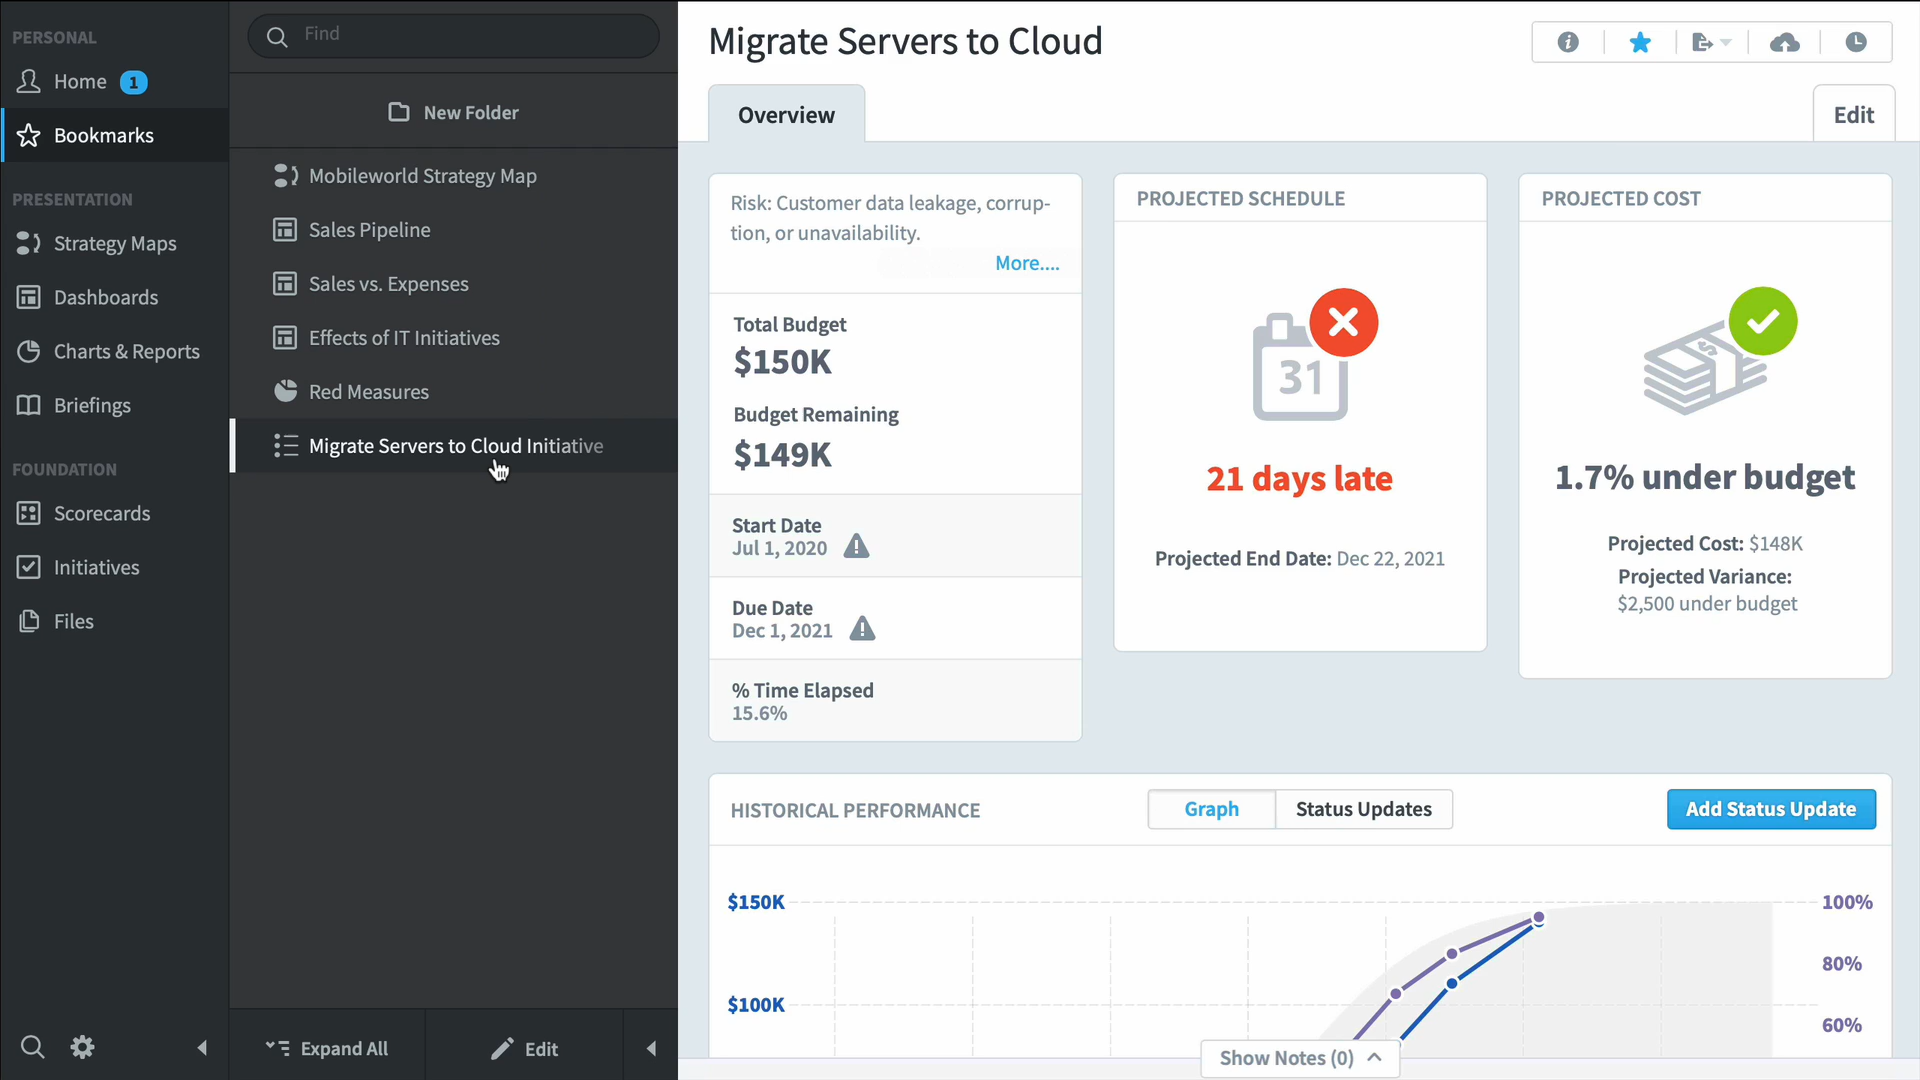 PERSONAL
Home 1
Bookmarks
PRESENTATION
Strategy Maps
Dashboards
Charts & Reports
Briefings
FOUNDATION
Scorecards
Initiatives
Files
Find
New Folder
Mobileworld Strategy Map
Sales Pipeline
Sales vs. Expenses
Effects of IT Initiatives
Red Measures
Migrate Servers to Cloud Initiative
Expand All
Edit
Migrate Servers to Cloud
Overview
Edit
Risk: Customer data leakage, corrup-
tion, or unavailability.
More....
Total Budget
$150K
Budget Remaining
$149K
Start Date
Jul 1, 2020
Due Date
Dec 1, 2021
% Time Elapsed
15.6%
PROJECTED SCHEDULE
31
21 days late
Projected End Date: Dec 22, 2021
PROJECTED COST
$
1.7% under budget
Projected Cost: $148K
Projected Variance:
$2,500 under budget
HISTORICAL PERFORMANCE
Graph
Status Updates
Add Status Update
$150K
100%
80%
$100K
60%
Show Notes (0)